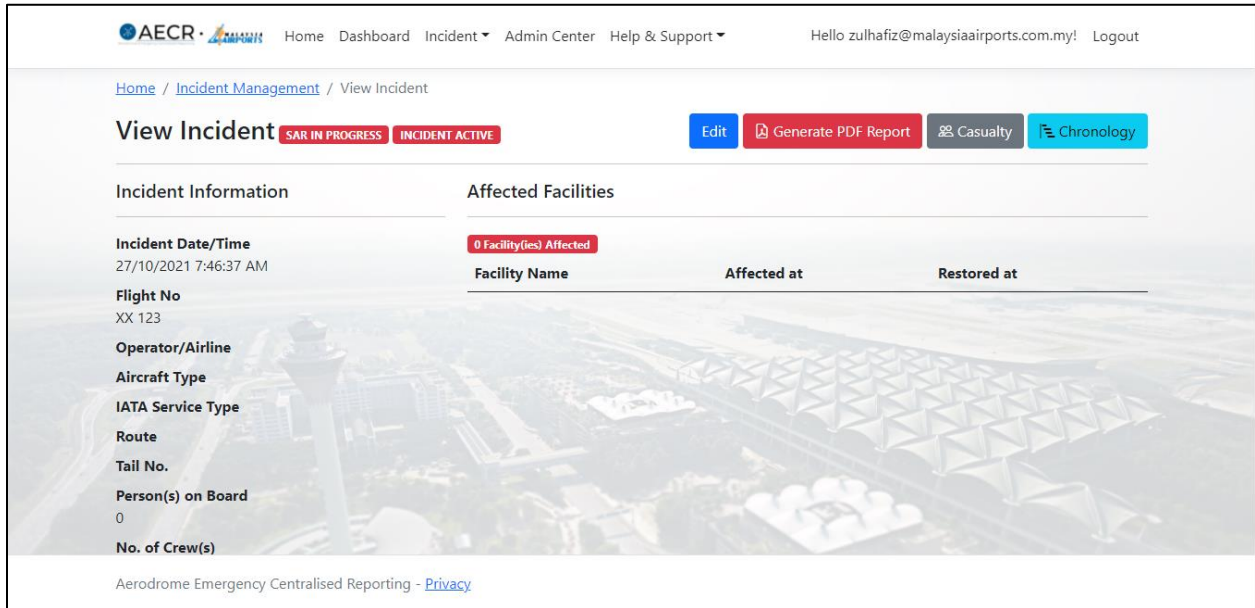 AECR · MALAYSIA AIRPORTS Home Dashboard Incident Admin Center Help & Support Hello zulhafiz@malaysiaairports.com.my! Logout
Home / Incident Management / View Incident
View Incident SAR IN PROGRESS INCIDENT ACTIVE Edit Generate PDF Report Casualty Chronology
Incident Information Affected Facilities
Incident Date/Time 0 Facility(ies) Affected
27/10/2021 7:46:37 AM Facility Name Affected at Restored at
Flight No
XX 123
Operator/Airline
Aircraft Type
IATA Service Type
Route
Tail No.
Person(s) on Board
0
No. of Crew(s)
Aerodrome Emergency Centralised Reporting - Privacy